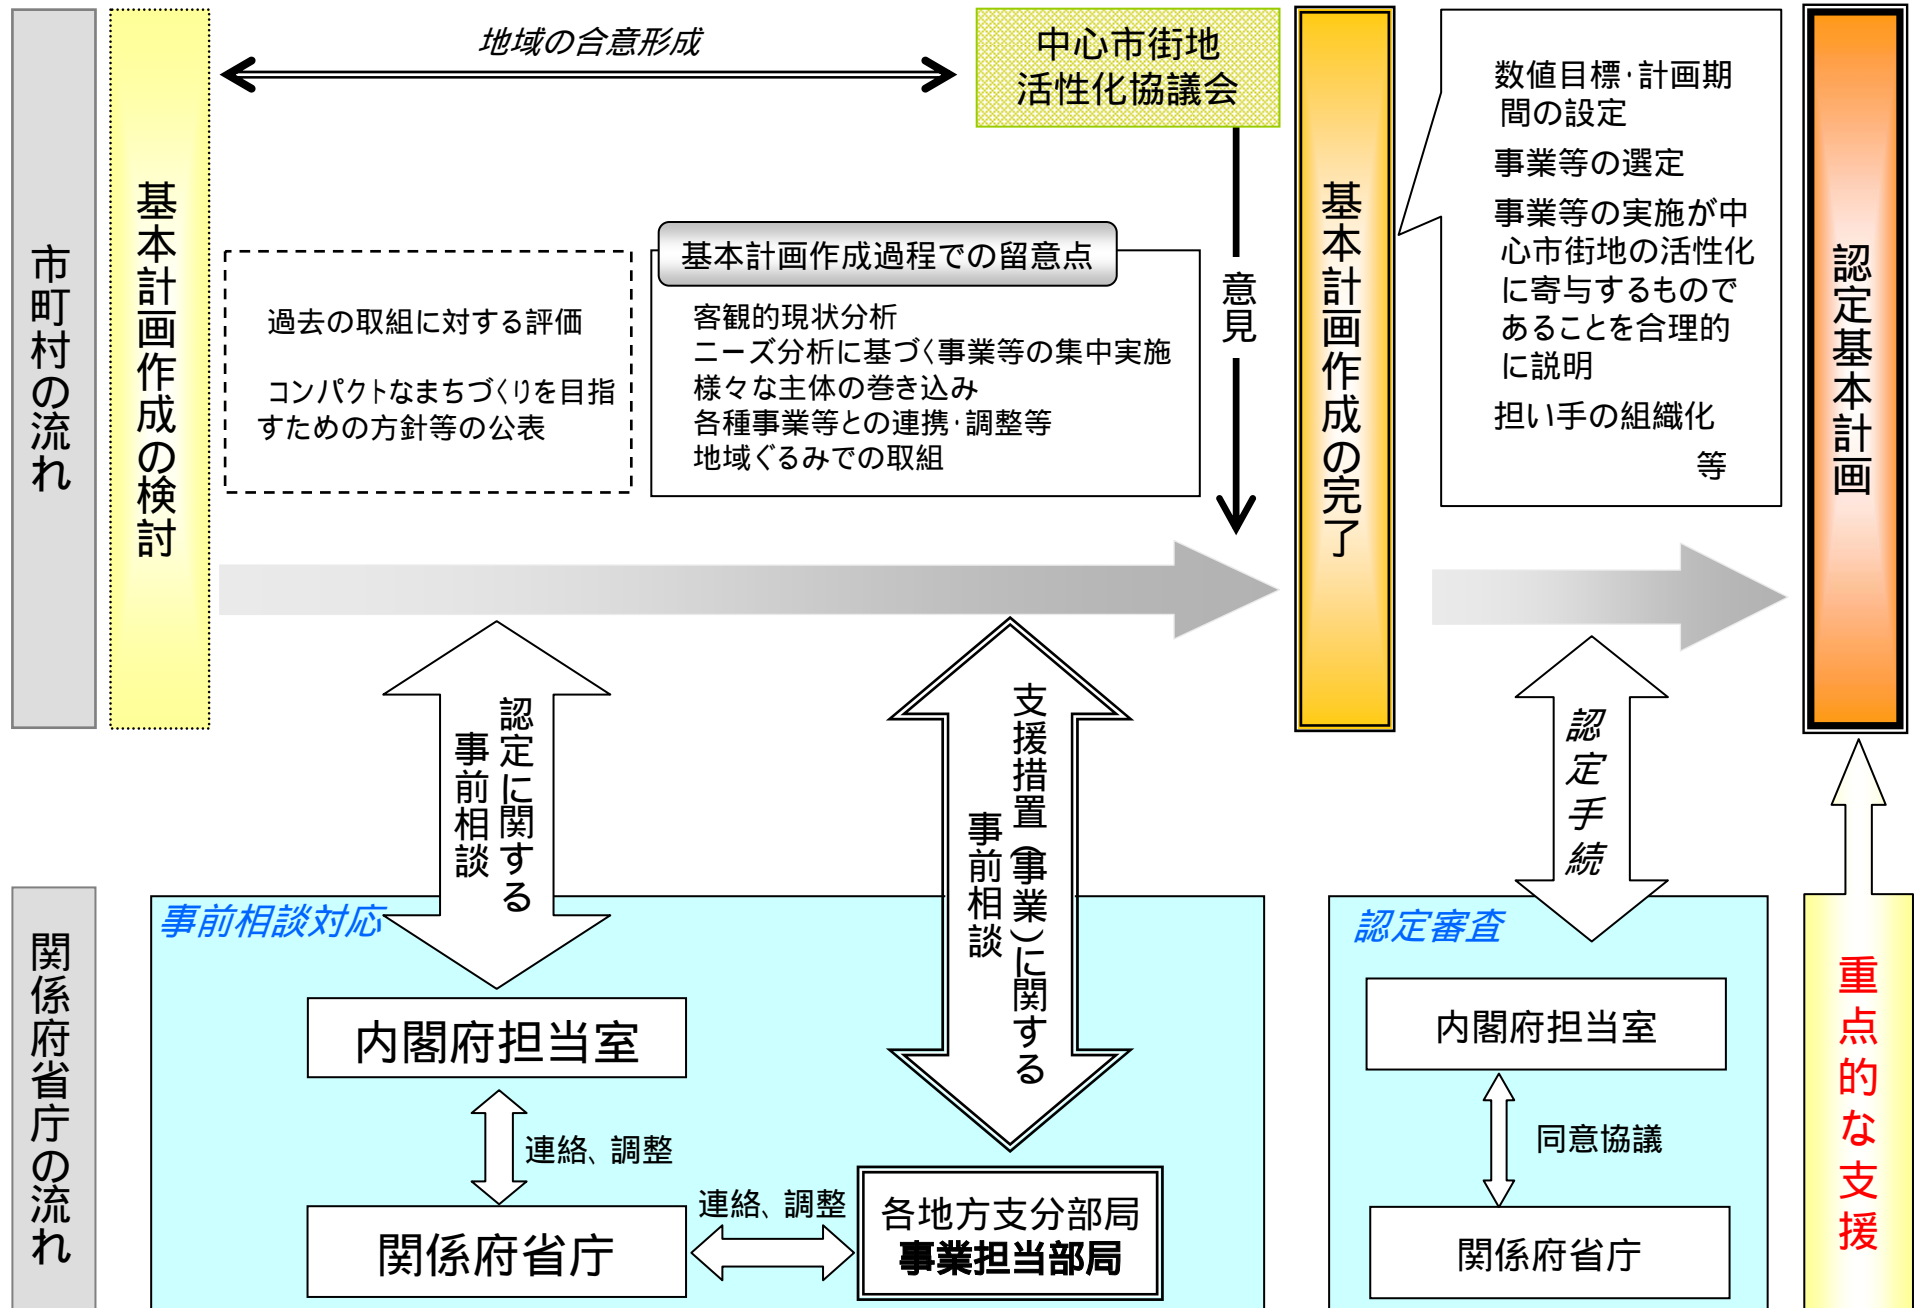 市町村の流れ
基本計画作成の検討
地域の合意形成
中心市街地
活性化協議会
意見
過去の取組に対する評価
コンパクトなまちづくりを目指
すための方針等の公表
基本計画作成過程での留意点
客観的現状分析
ニーズ分析に基づく事業等の集中実施
様々な主体の巻き込み
各種事業等との連携・調整等
地域ぐるみでの取組
基本計画作成の完了
数値目標・計画期
間の設定
事業等の選定
事業等の実施が中
心市街地の活性化
に寄与するもので
あることを合理的
に説明
担い手の組織化
等
認定基本計画
認定に関する
事前相談
支援措置(事業)に関する
事前相談
認定手続
関係府省庁の流れ
事前相談対応
内閣府担当室
連絡、調整
関係府省庁
連絡、調整
各地方支分部局
事業担当部局
認定審査
内閣府担当室
同意協議
関係府省庁
重点的な支援